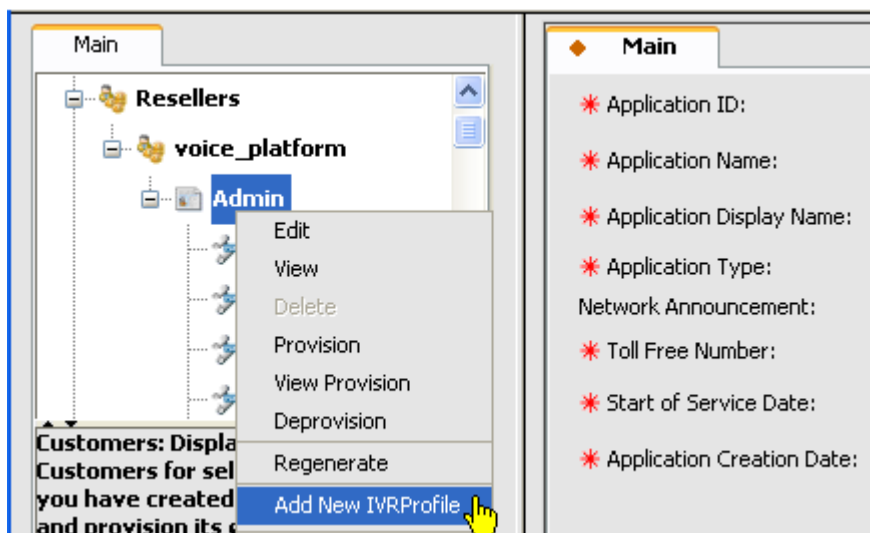 Main
Resellers
voice_platform
Admin
Edit
View
Delete
Provision
View Provision
Deprovision
Regenerate
Add New IVRProfile
Customers: Displa
Customers for sel
you have created
and provision its
Main
* Application ID:
* Application Name:
* Application Display Name:
* Application Type:
Network Announcement:
* Toll Free Number:
* Start of Service Date:
* Application Creation Date: